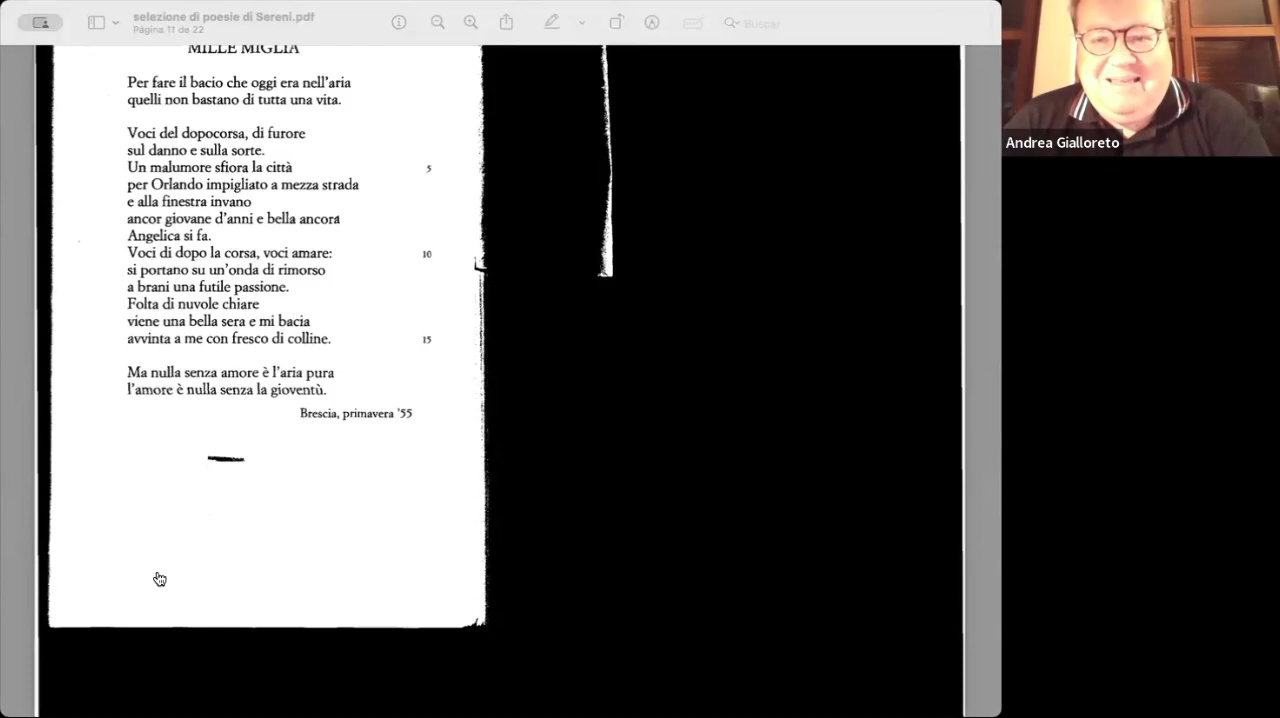 selezione di poesie di Sereni.pdf
Página 11 de 22
Buscar
MILLE MIGLIA
Per fare il bacio che oggi era nell'aria
quelli non bastano di tutta una vita.
Voci del dopocorsa, di furore
sul danno e sulla sorte.
Un malumore sfiora la città 5
per Orlando impigliato a mezza strada
e alla finestra invano
ancor giovane d'anni e bella ancora
Angelica si fa.
Voci di dopo la corsa, voci amare: 10
si portano su un'onda di rimorso
a brani una futile passione.
Folta di nuvole chiare
viene una bella sera e mi bacia
avvinta a me con fresco di colline. 15
Ma nulla senza amore è l'aria pura
l'amore è nulla senza la gioventù.
Brescia, primavera '55
Andrea Gialloreto